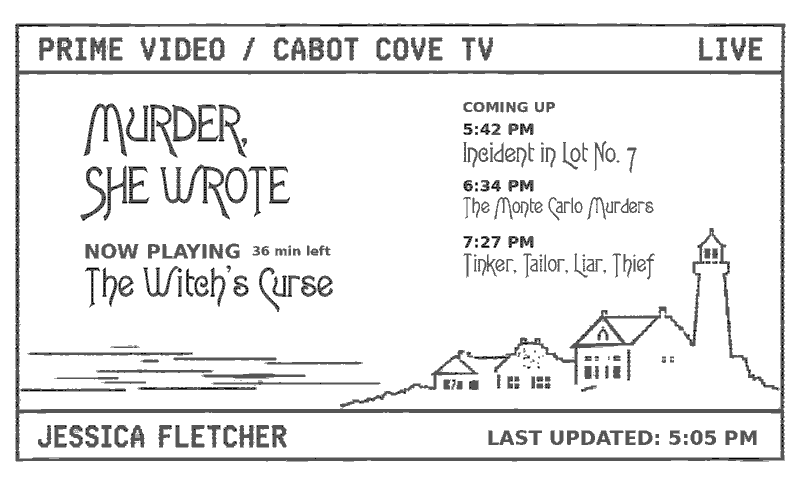 PRIME VIDEO / CABOT COVE TV
LIVE
MURDER,
SHE WROTE
NOW PLAYING 36 min left
The Witch's Curse
COMING UP
5:42 PM
Incident in Lot No. 7
6:34 PM
The Monte Carlo Murders
7:27 PM
Tinker, Tailor, Liar, Thief
JESSICA FLETCHER
LAST UPDATED: 5:05 PM